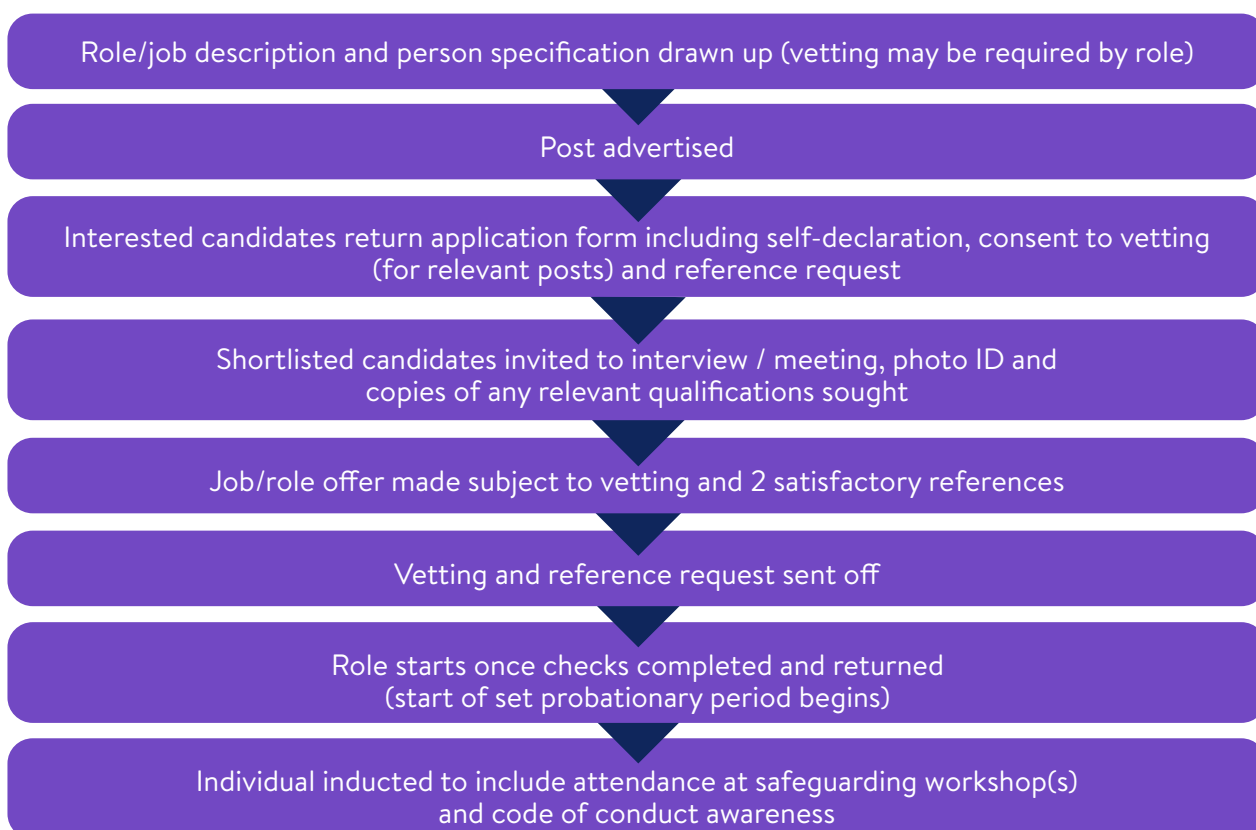 Role/job description and person specification drawn up (vetting may be required by role)
Post advertised
Interested candidates return application form including self-declaration, consent to vetting
(for relevant posts) and reference request
Shortlisted candidates invited to interview / meeting, photo ID and
copies of any relevant qualifications sought
Job/role offer made subject to vetting and 2 satisfactory references
Vetting and reference request sent off
Role starts once checks completed and returned
(start of set probationary period begins)
Individual inducted to include attendance at safeguarding workshop(s)
and code of conduct awareness